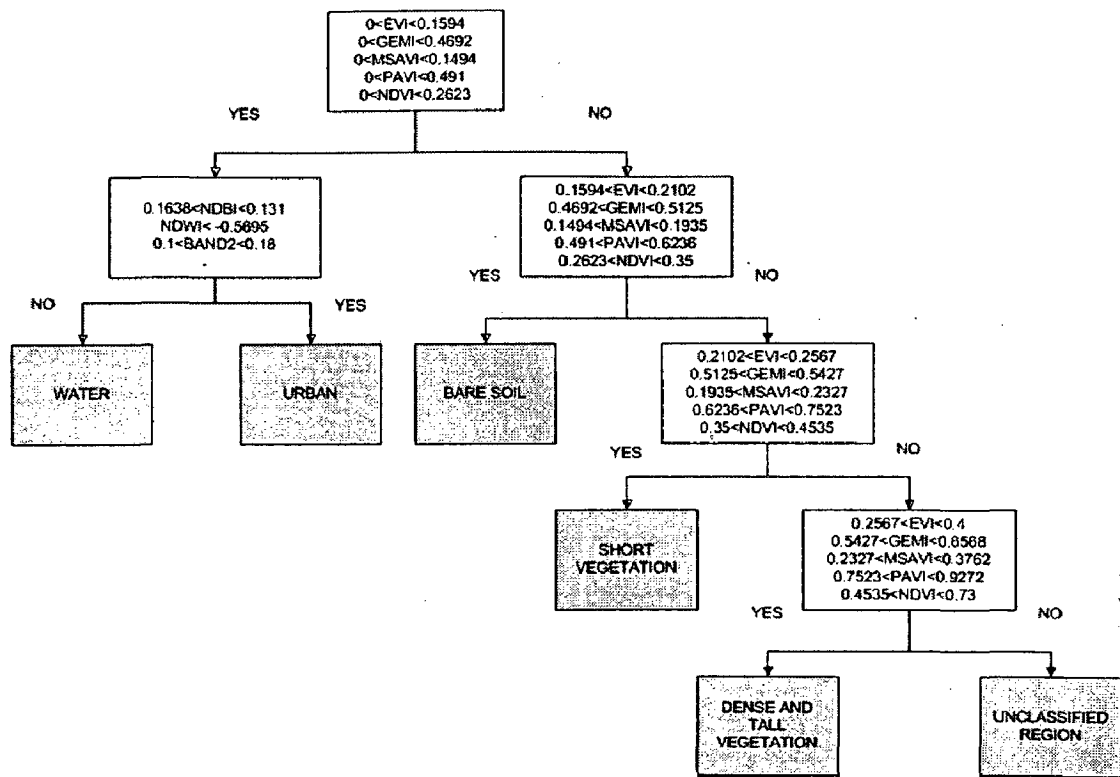 0<EVI<0.1594
0<GEMI<0.4692
0<MSAVI<0.1494
0<PAVI<0.491
0<NDVI<0.2623
YES
NO
0.1638<NDBI<0.131
NDWI< -0.5695
0.1<BAND2<0.18
0.1594<EVI<0.2102
0.4692<GEMI<0.5125
0.1494<MSAVI<0.1935
0.491<PAVI<0.6236
0.2623<NDVI<0.35
NO
YES
YES
NO
WATER
URBAN
BARE SOIL
0.2102<EVI<0.2567
0.5125<GEMI<0.5427
0.1935<MSAVI<0.2327
0.6236<PAVI<0.7523
0.35<NDVI<0.4535
YES
NO
SHORT
VEGETATION
0.2567<EVI<0.4
0.5427<GEMI<0.6568
0.2327<MSAVI<0.3762
0.7523<PAVI<0.9272
0.4535<NDVI<0.73
YES
NO
DENSE AND
TALL
VEGETATION
UNCLASSIFIED
REGION